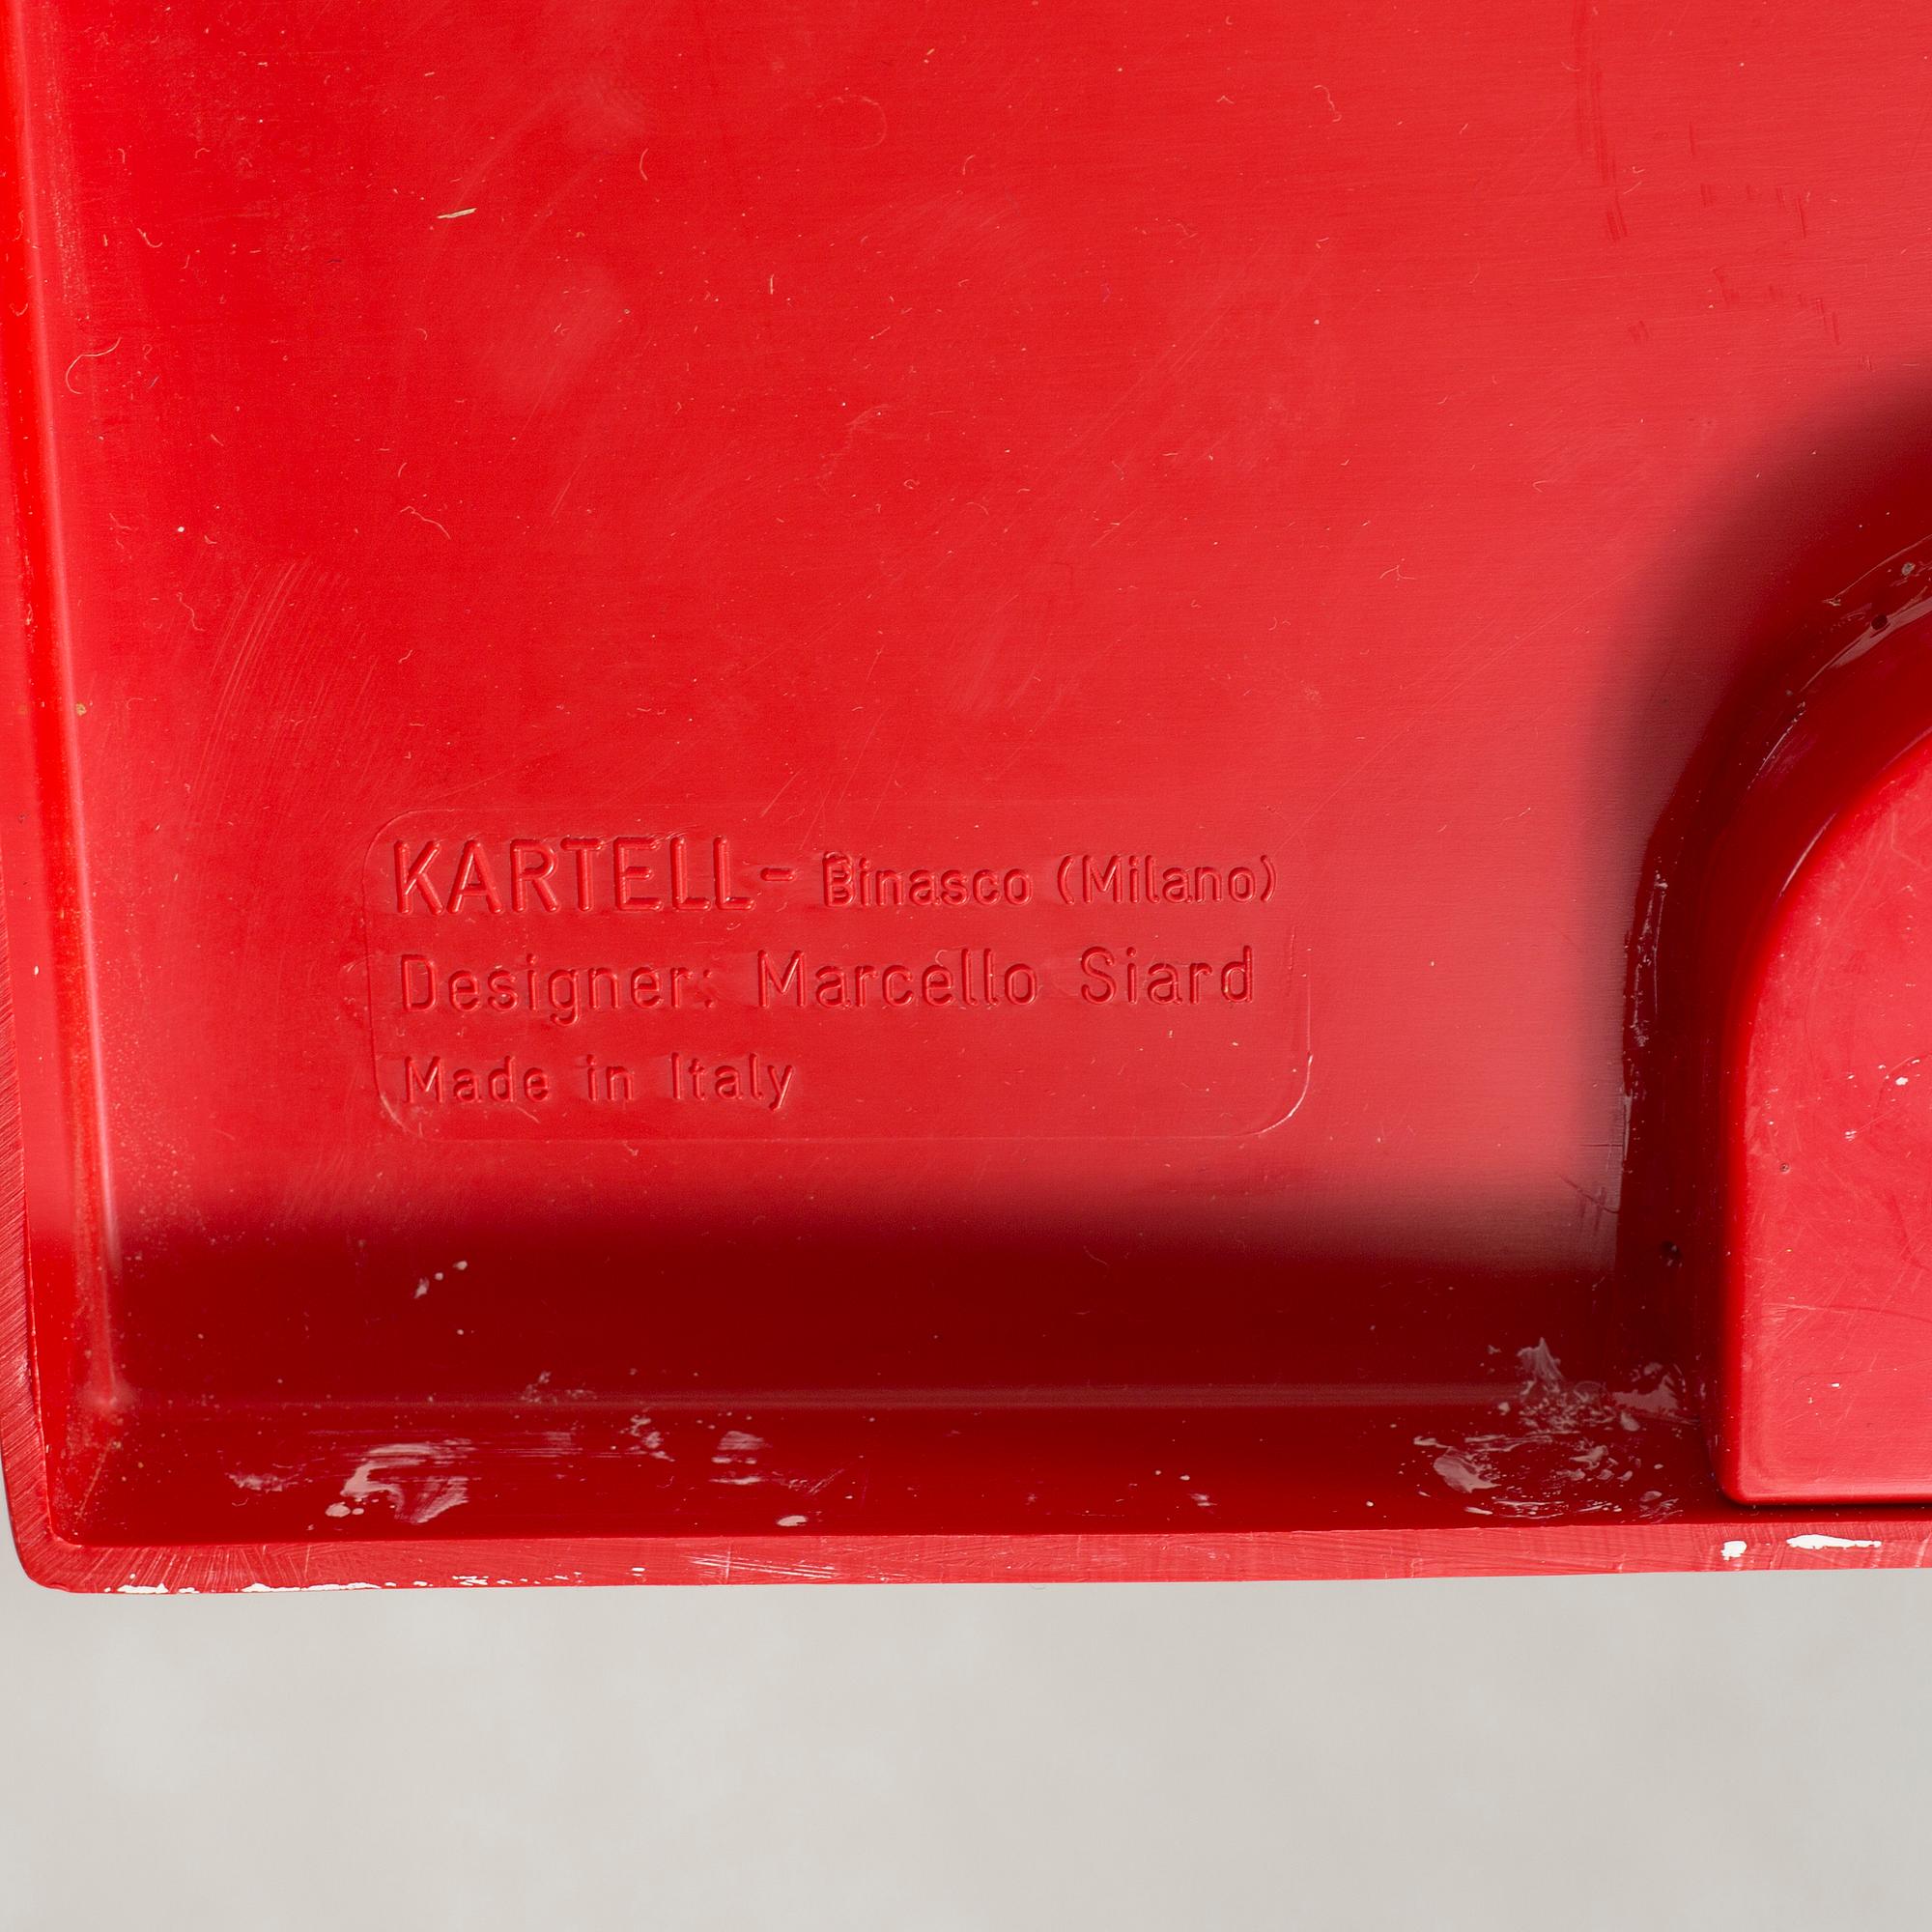 KARTELL- Binasco (Milano)
Designer: Marcello Siard
Made in Italy